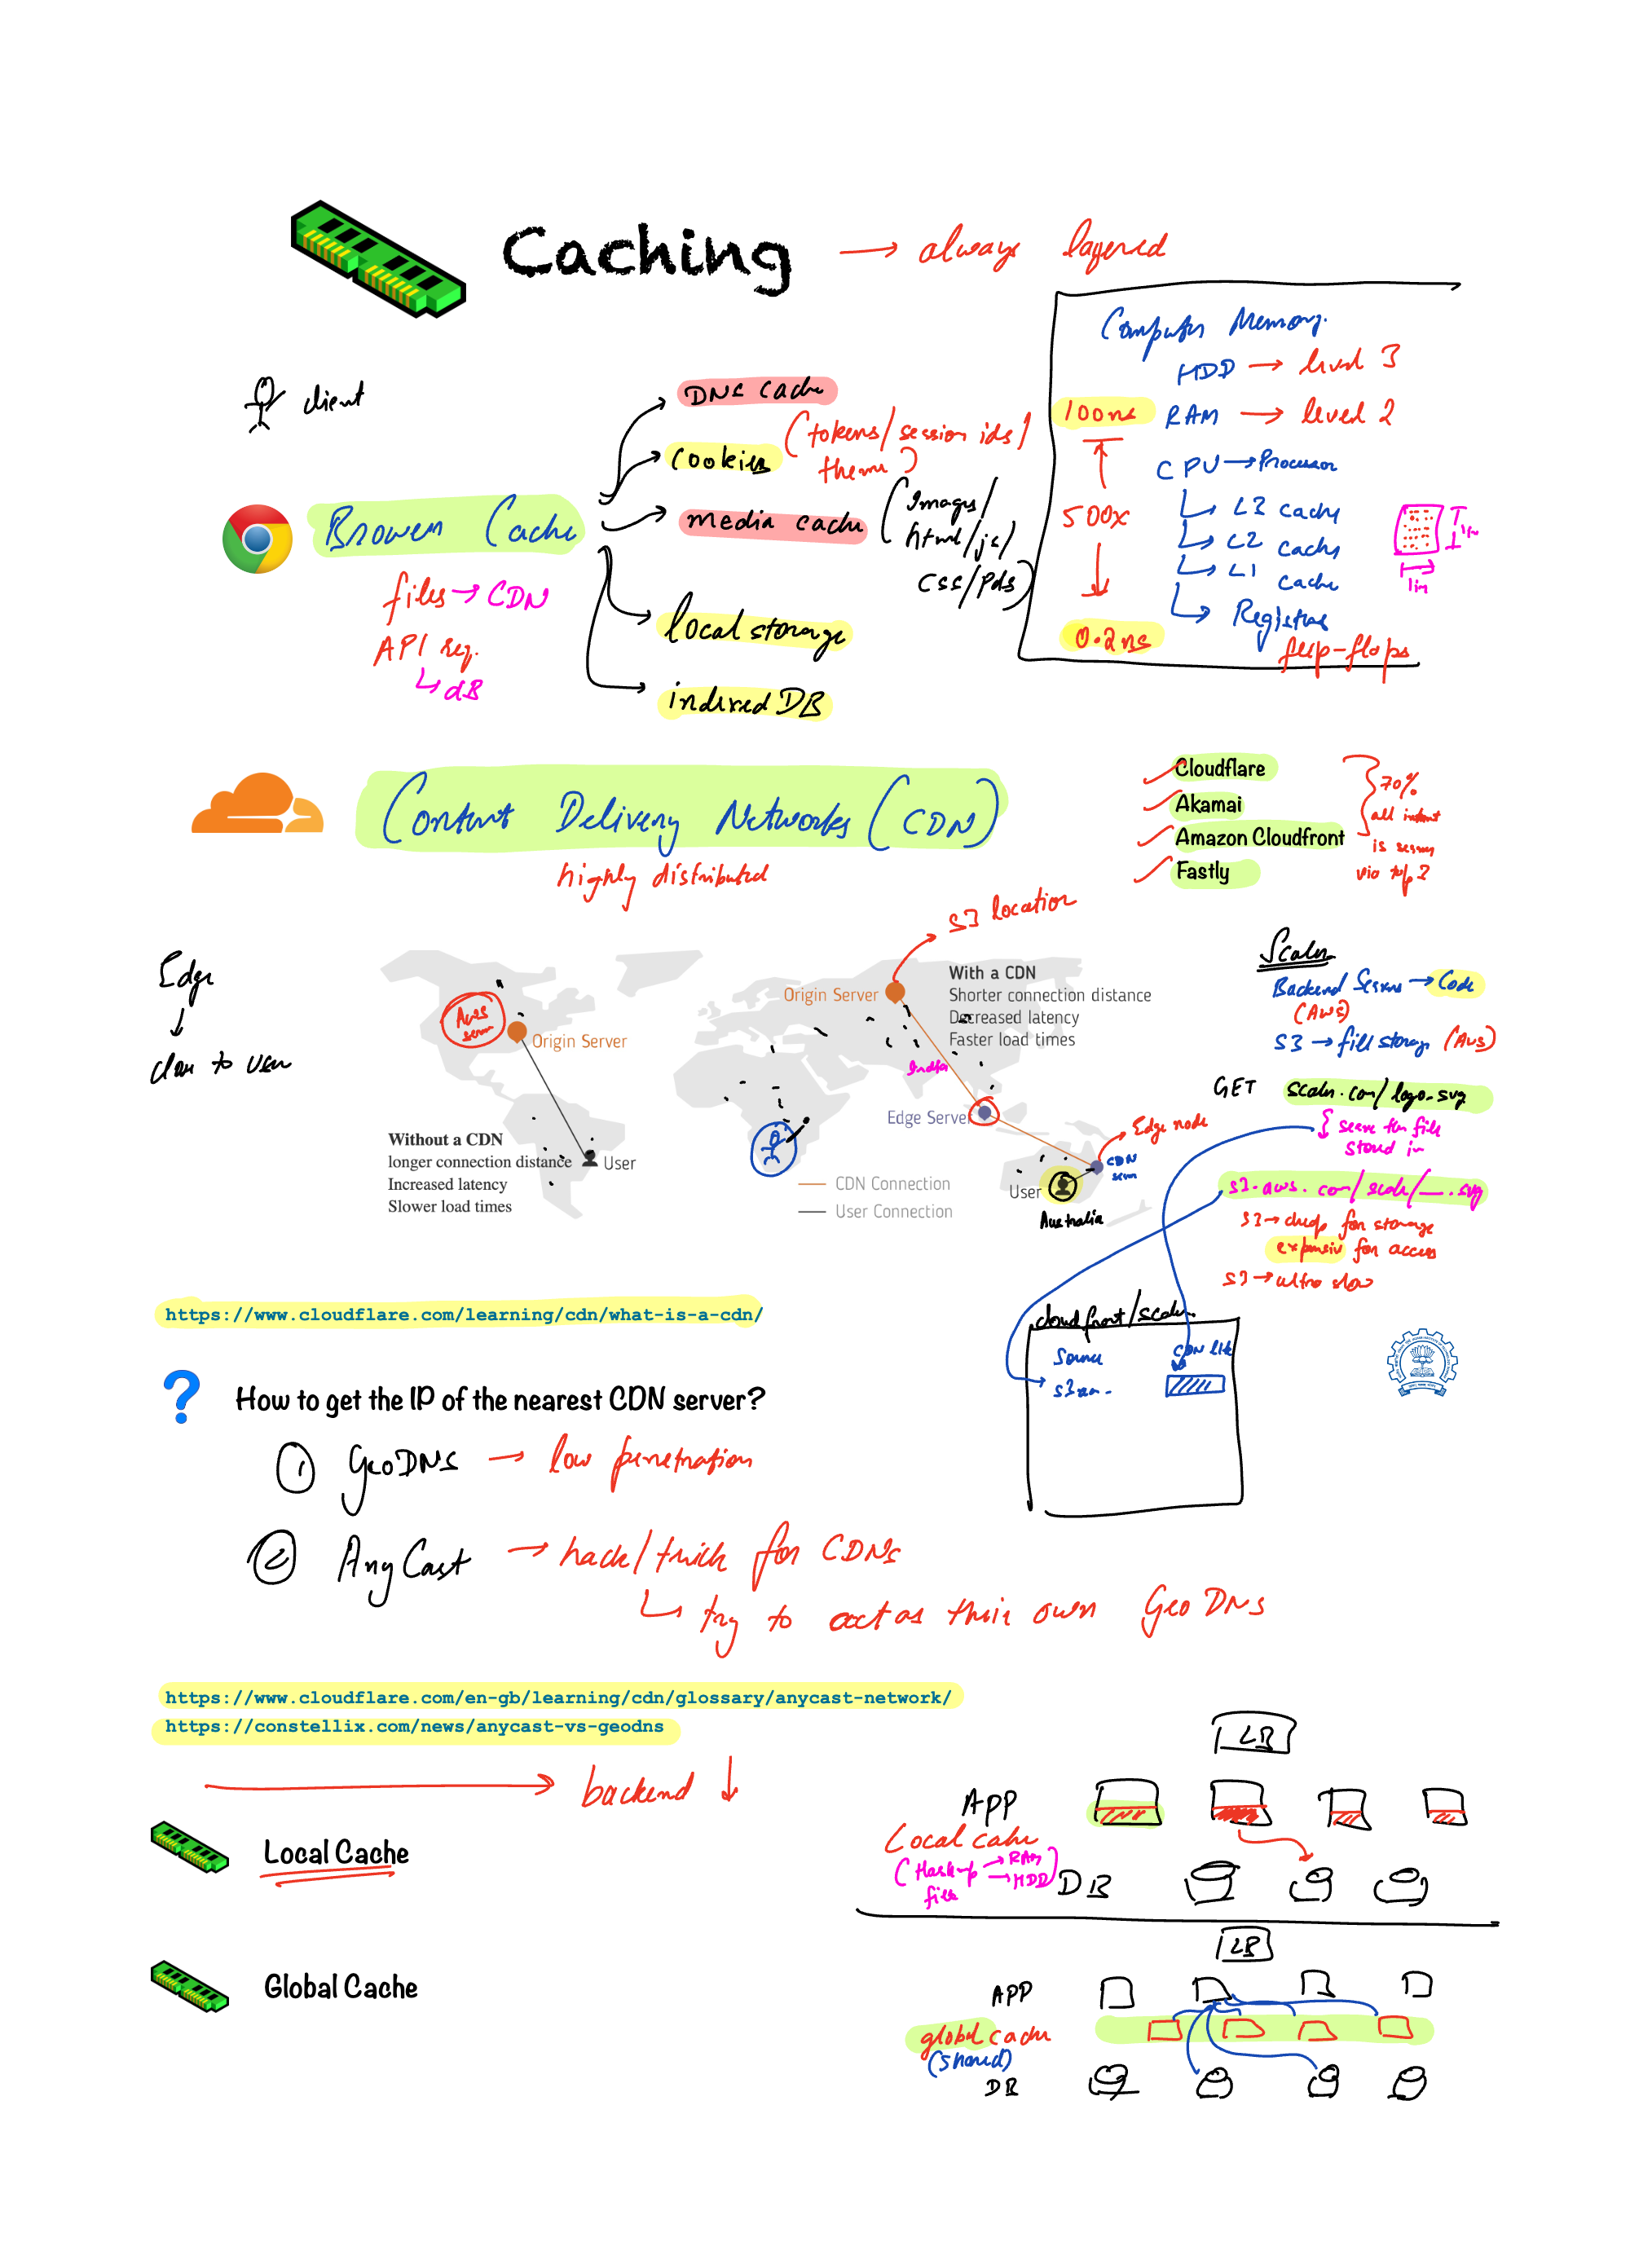 Caching → always layered
Computer Memory.
HDD → level 3
100ns RAM → level 2
CPU → Processor
500x
L3 cache
L2 cache
L1 cache
Registers
0.2ns
flip-flops
1in
1in
client
Browser Cache
files → CDN
API req.
↳ dB
DNS cache
cookies (tokens/session ids/
theme)
media cache (Images/
html/js/
css/pdfs)
local storage
indexed DB
Content Delivery Networks (CDN)
highly distributed
Cloudflare
Akamai
Amazon Cloudfront
Fastly
70%
all
is
via top 3
Edge
↓
close to user
S3 location
AWS
server
Origin Server
Without a CDN
longer connection distance
Increased latency
Slower load times
User
Origin Server
With a CDN
Shorter connection distance
Decreased latency
Faster load times
India
Edge Server
Edge node
CDN
server
User
Australia
CDN Connection
User Connection
Scaler
Backend Servers → Code
(AWS)
S3 → file storage (AWS)
GET scaler.com/logo.svg
serve the file
stored in
s3.aws.com/scaler/__.svg
S3 → cheap for storage
expensive for access
S3 → ultra slow
cloudfront/scaler
Source CDN link
S3
https://www.cloudflare.com/learning/cdn/what-is-a-cdn/
? How to get the IP of the nearest CDN server?
① GeoDNS → low penetration
② AnyCast → hack/trick for CDNs
↳ try to act as their own GeoDNS
https://www.cloudflare.com/en-gb/learning/cdn/glossary/anycast-network/
https://constellix.com/news/anycast-vs-geodns
→ backend ↓
Local Cache
LB
APP
Local cache
(Hashmap → RAM
file → HDD)
DB
Global Cache
LB
APP
global cache
(shared)
DB